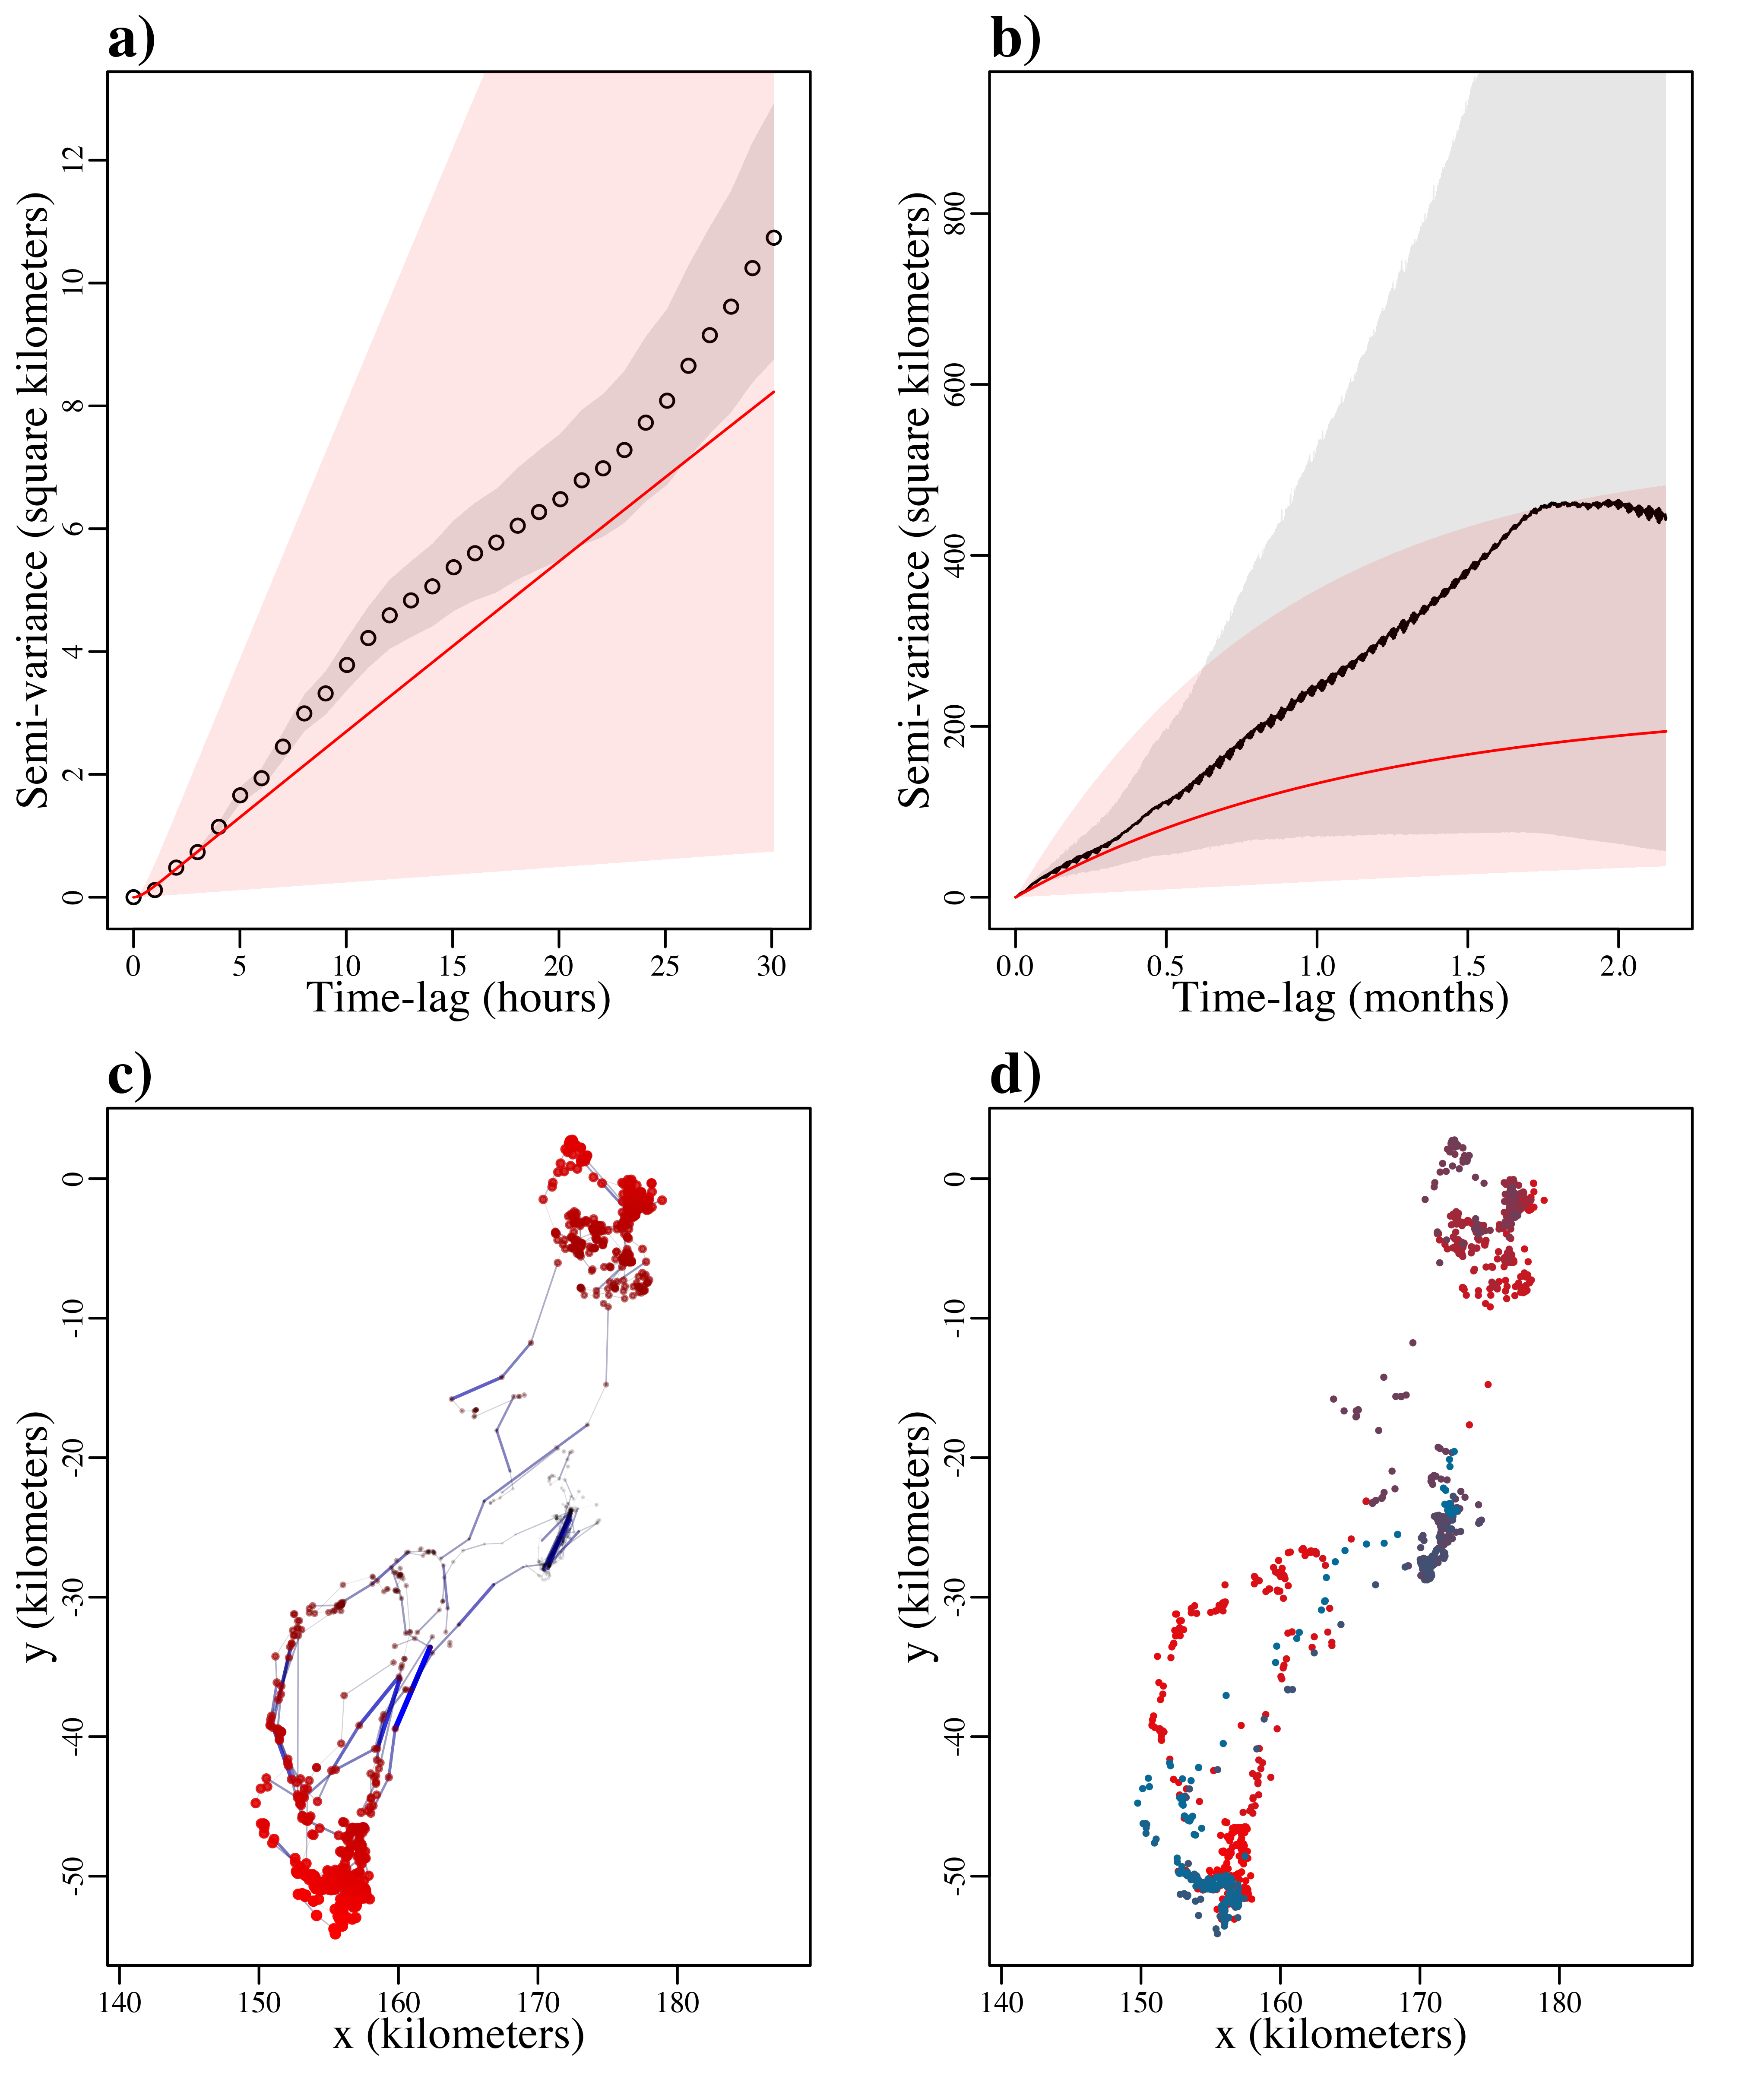 a)
Semi-variance (square kilometers)
12
10
8
6
4
2
0
0 5 10 15 20 25 30
Time-lag (hours)
b)
Semi-variance (square kilometers)
800
600
400
200
0
0.0 0.5 1.0 1.5 2.0
Time-lag (months)
c)
y (kilometers)
0
-10
-20
-30
-40
-50
140 150 160 170 180
x (kilometers)
d)
y (kilometers)
0
-10
-20
-30
-40
-50
140 150 160 170 180
x (kilometers)